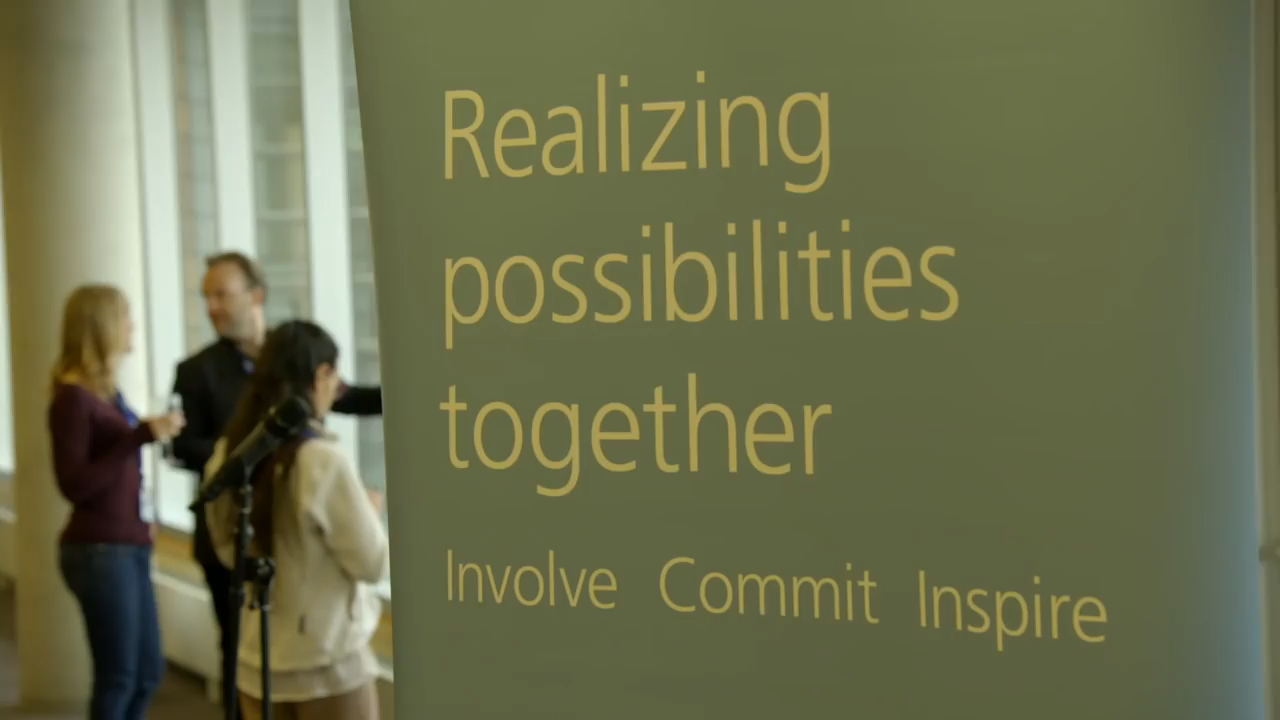 Realizing
possibilities
together
Involve Commit Inspire